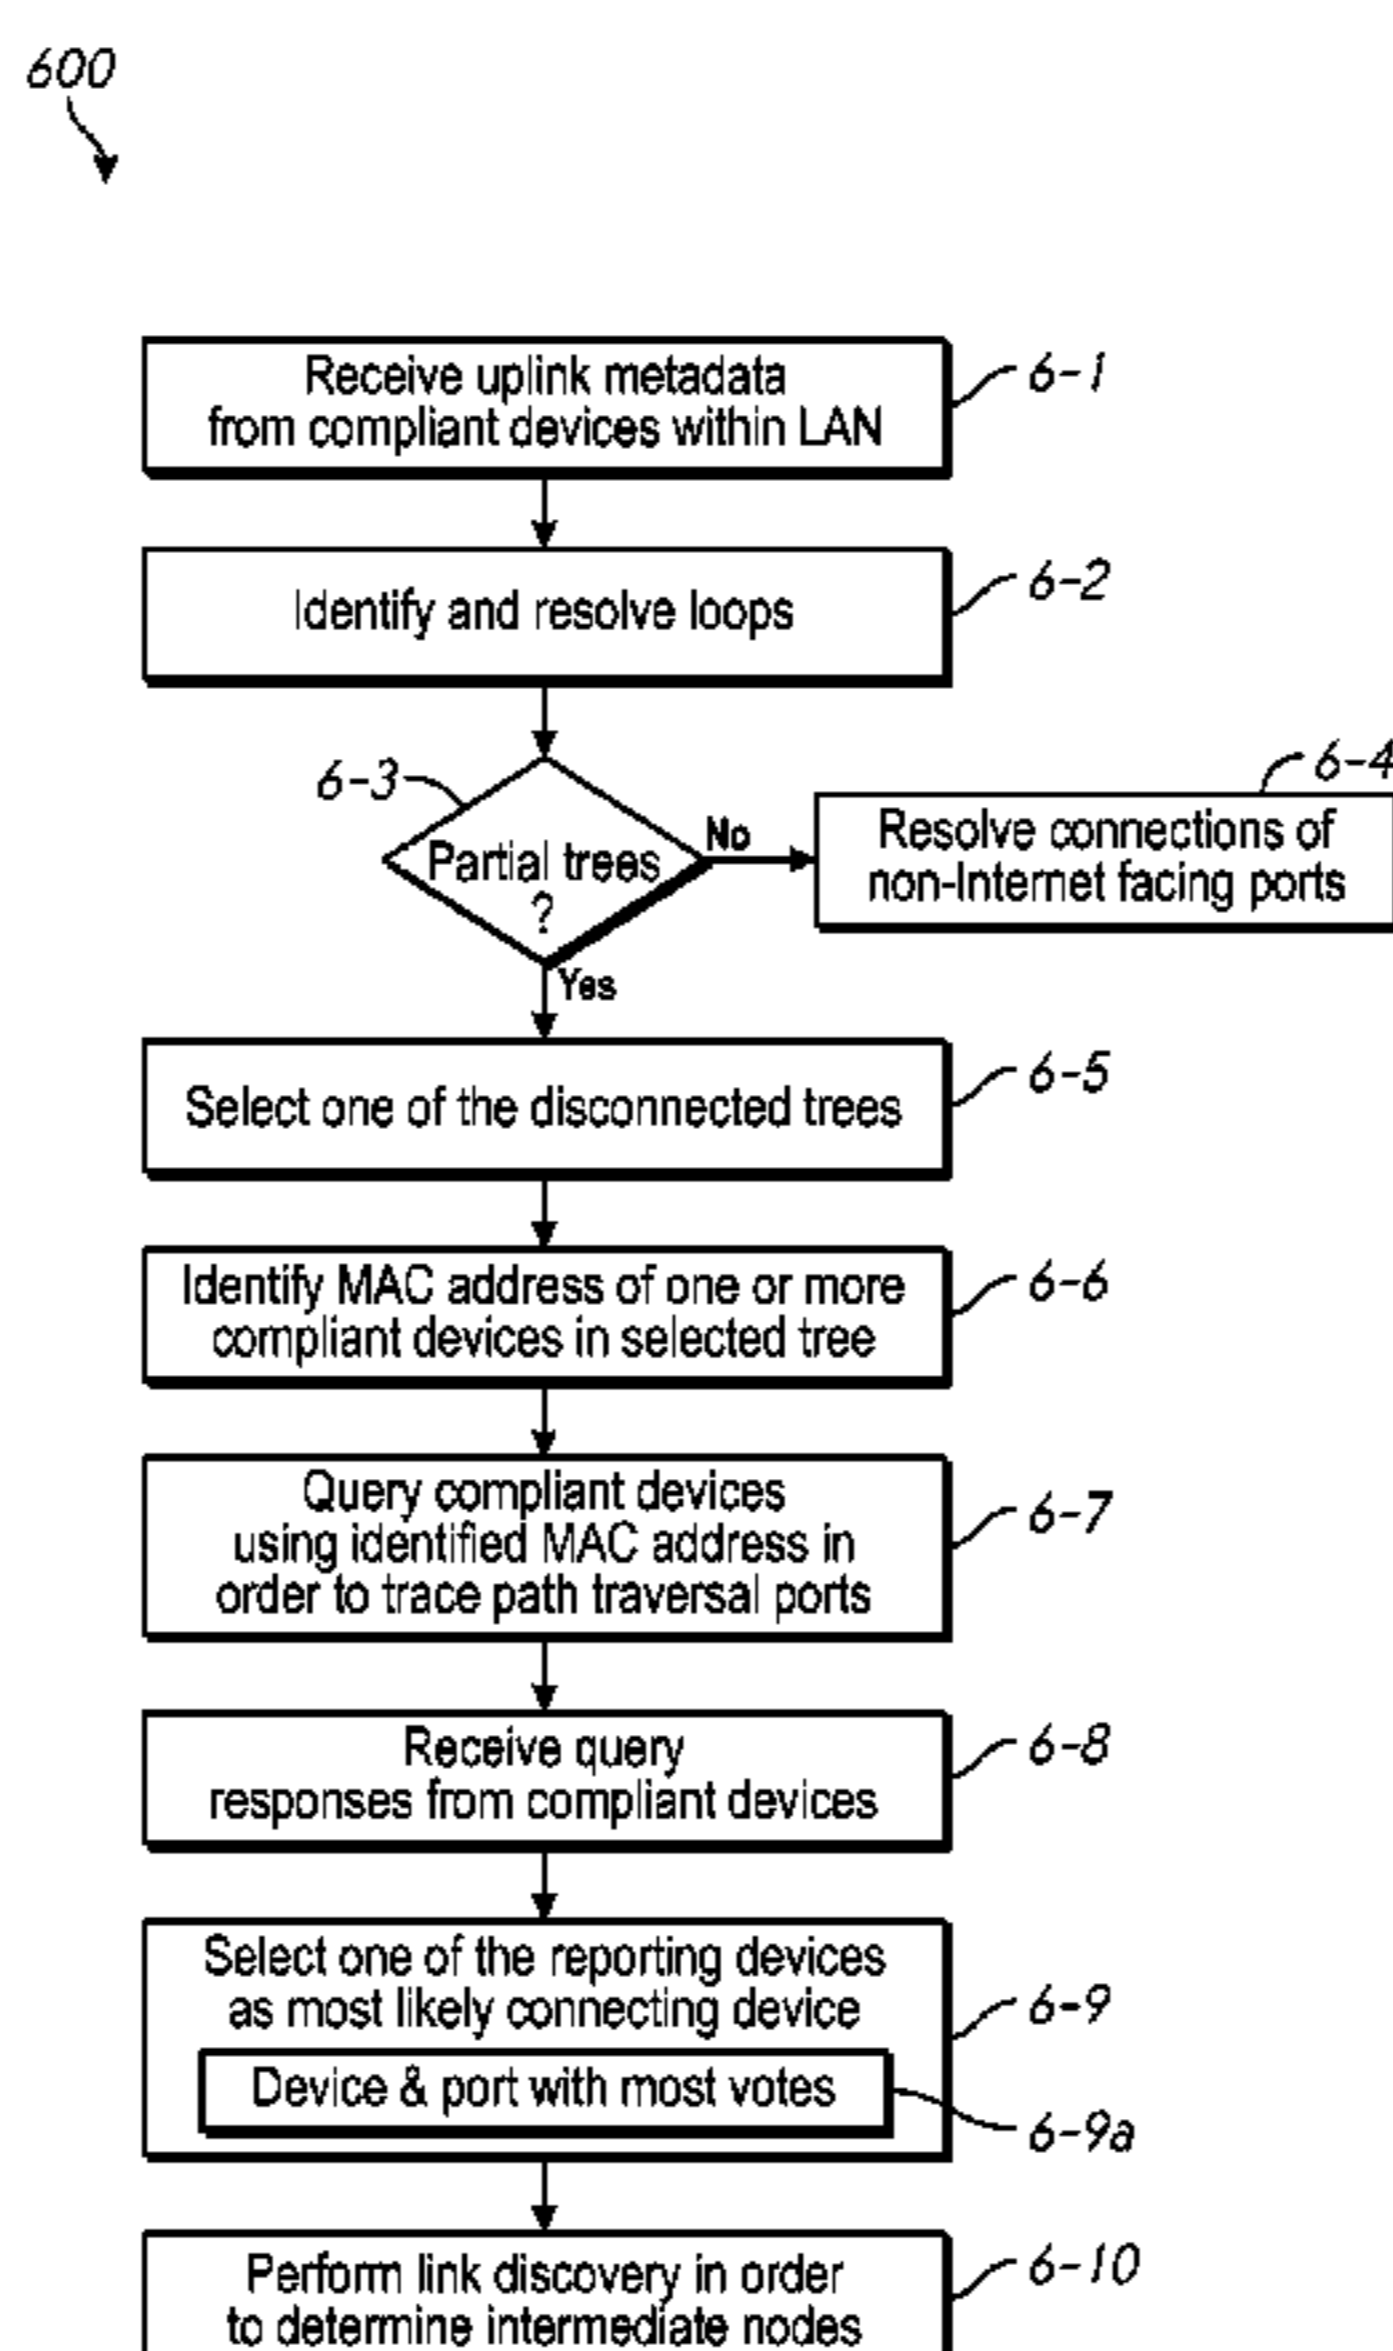 600
Receive uplink metadata
from compliant devices within LAN
6-1
Identify and resolve loops
6-2
6-3
Partial trees
?
No
Yes
6-4
Resolve connections of
non-Internet facing ports
Select one of the disconnected trees
6-5
Identify MAC address of one or more
compliant devices in selected tree
6-6
Query compliant devices
using identified MAC address in
order to trace path traversal ports
6-7
Receive query
responses from compliant devices
6-8
Select one of the reporting devices
as most likely connecting device
6-9
Device & port with most votes
6-9a
Perform link discovery in order
to determine intermediate nodes
6-10